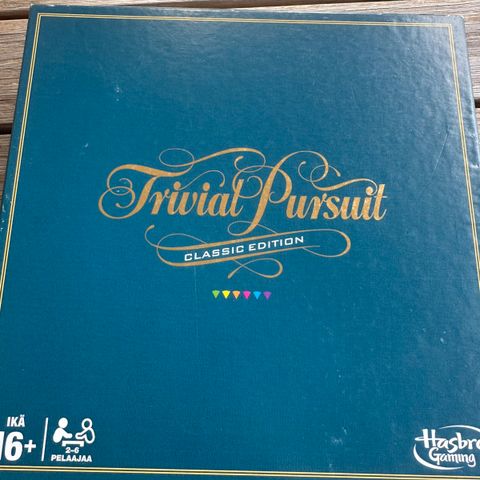 Trivial Pursuit
CLASSIC EDITION
IKÄ
16+
2-6
PELAAJAA
Hasbro
Gaming